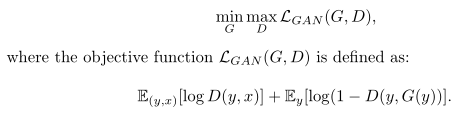 min max ℒ_GAN(G, D),
G D
where the objective function ℒ_GAN(G, D) is defined as:
𝔼_(y,x)[log D(y, x)] + 𝔼_y[log(1 − D(y, G(y))].